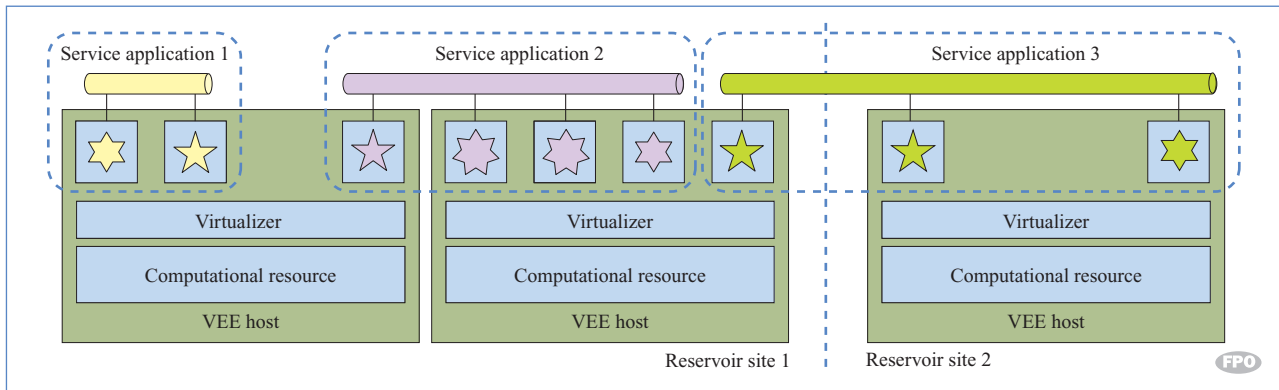 Service application 1
Service application 2
Service application 3
Virtualizer
Virtualizer
Virtualizer
Computational resource
Computational resource
Computational resource
VEE host
VEE host
VEE host
Reservoir site 1
Reservoir site 2
FPO